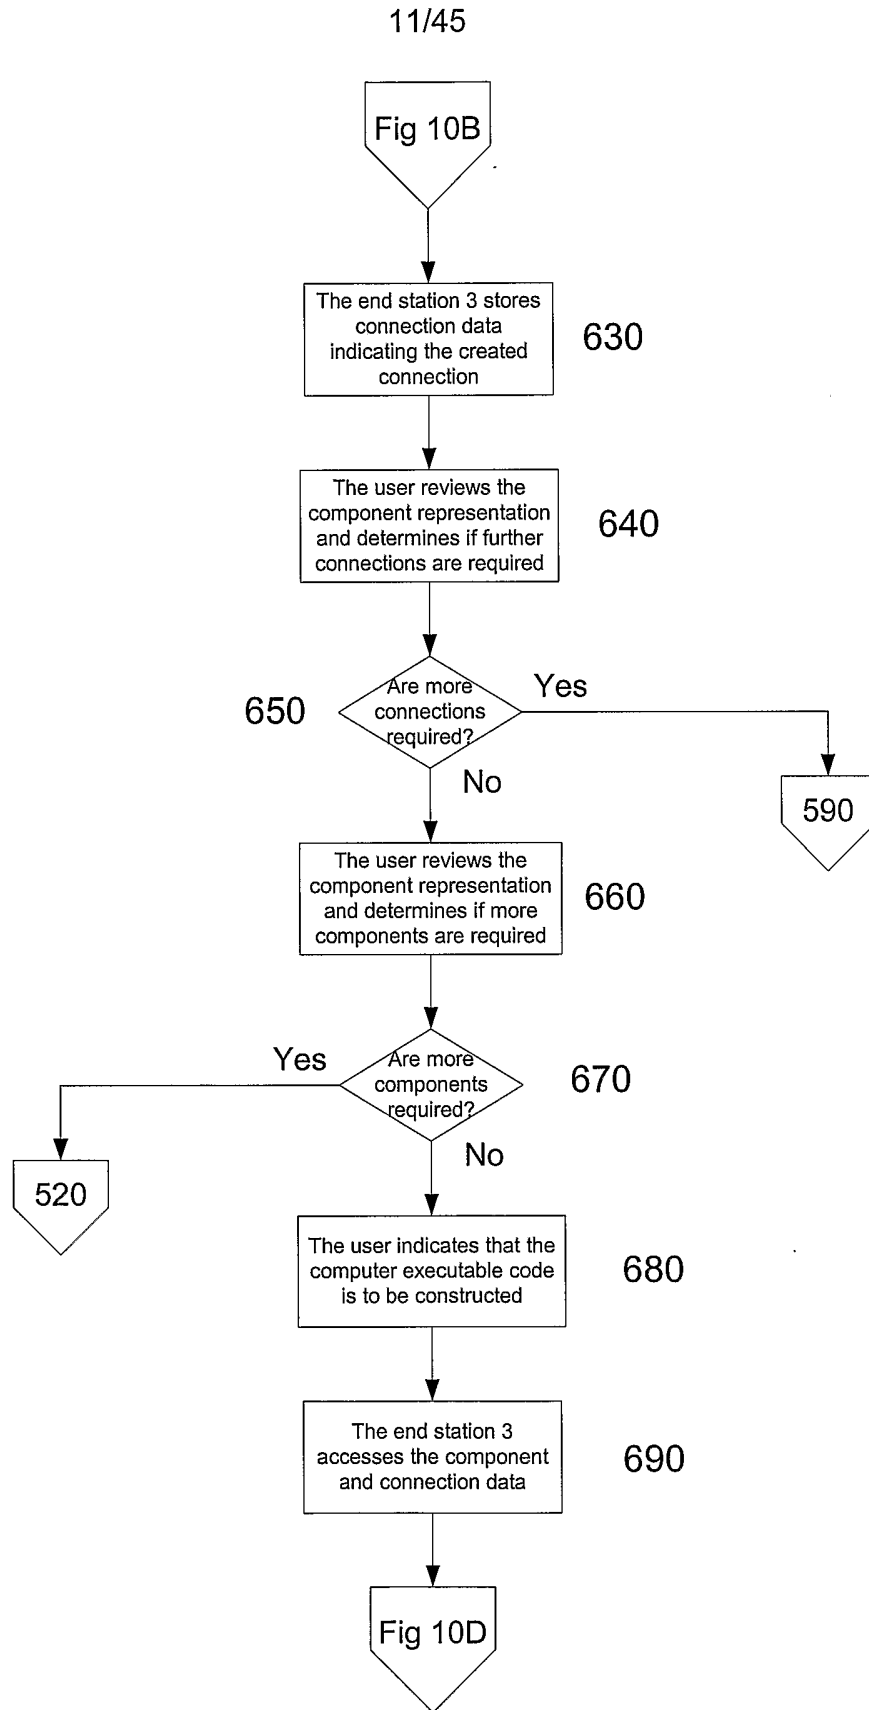 11/45
Fig 10B
The end station 3 stores
connection data
indicating the created
connection
630
The user reviews the
component representation
and determines if further
connections are required
640
650
Are more
connections
required?
Yes
No
590
The user reviews the
component representation
and determines if more
components are required
660
Yes
Are more
components
required?
670
No
520
The user indicates that the
computer executable code
is to be constructed
680
The end station 3
accesses the component
and connection data
690
Fig 10D